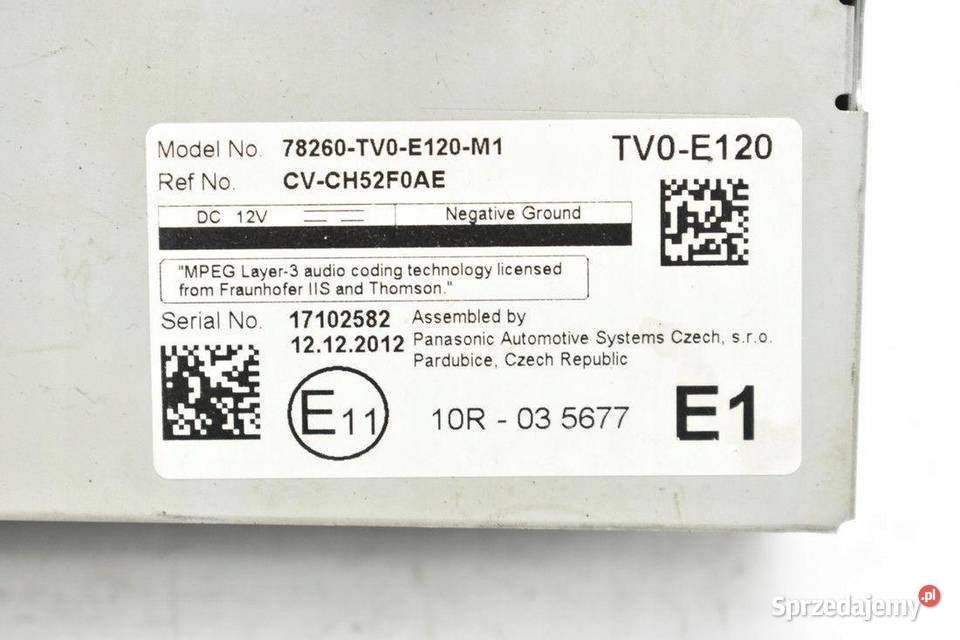 Model No. 78260-TV0-E120-M1
TV0-E120
Ref No. CV-CH52F0AE
DC 12V
Negative Ground
"MPEG Layer-3 audio coding technology licensed
from Fraunhofer IIS and Thomson."
Serial No. 17102582
12.12.2012
Assembled by
Panasonic Automotive Systems Czech, s.r.o.
Pardubice, Czech Republic
E11
10R - 03 5677
E1
Sprzedajemy.pl